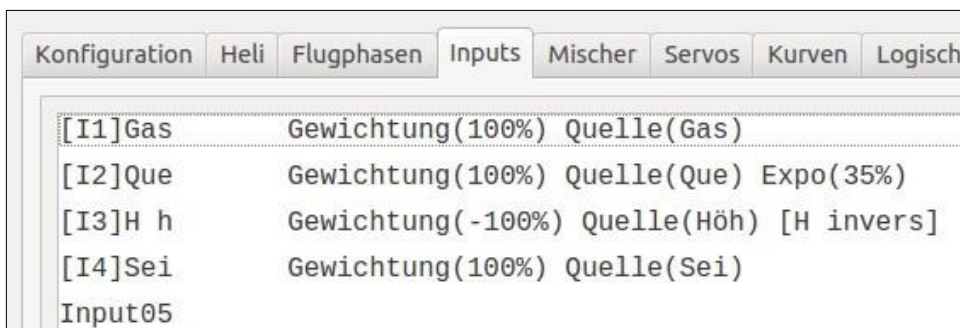 Konfiguration Heli Flugphasen Inputs Mischer Servos Kurven Logisch
[I1]Gas Gewichtung(100%) Quelle(Gas)
[I2]Que Gewichtung(100%) Quelle(Que) Expo(35%)
[I3]H h Gewichtung(-100%) Quelle(Höh) [H invers]
[I4]Sei Gewichtung(100%) Quelle(Sei)
Input05